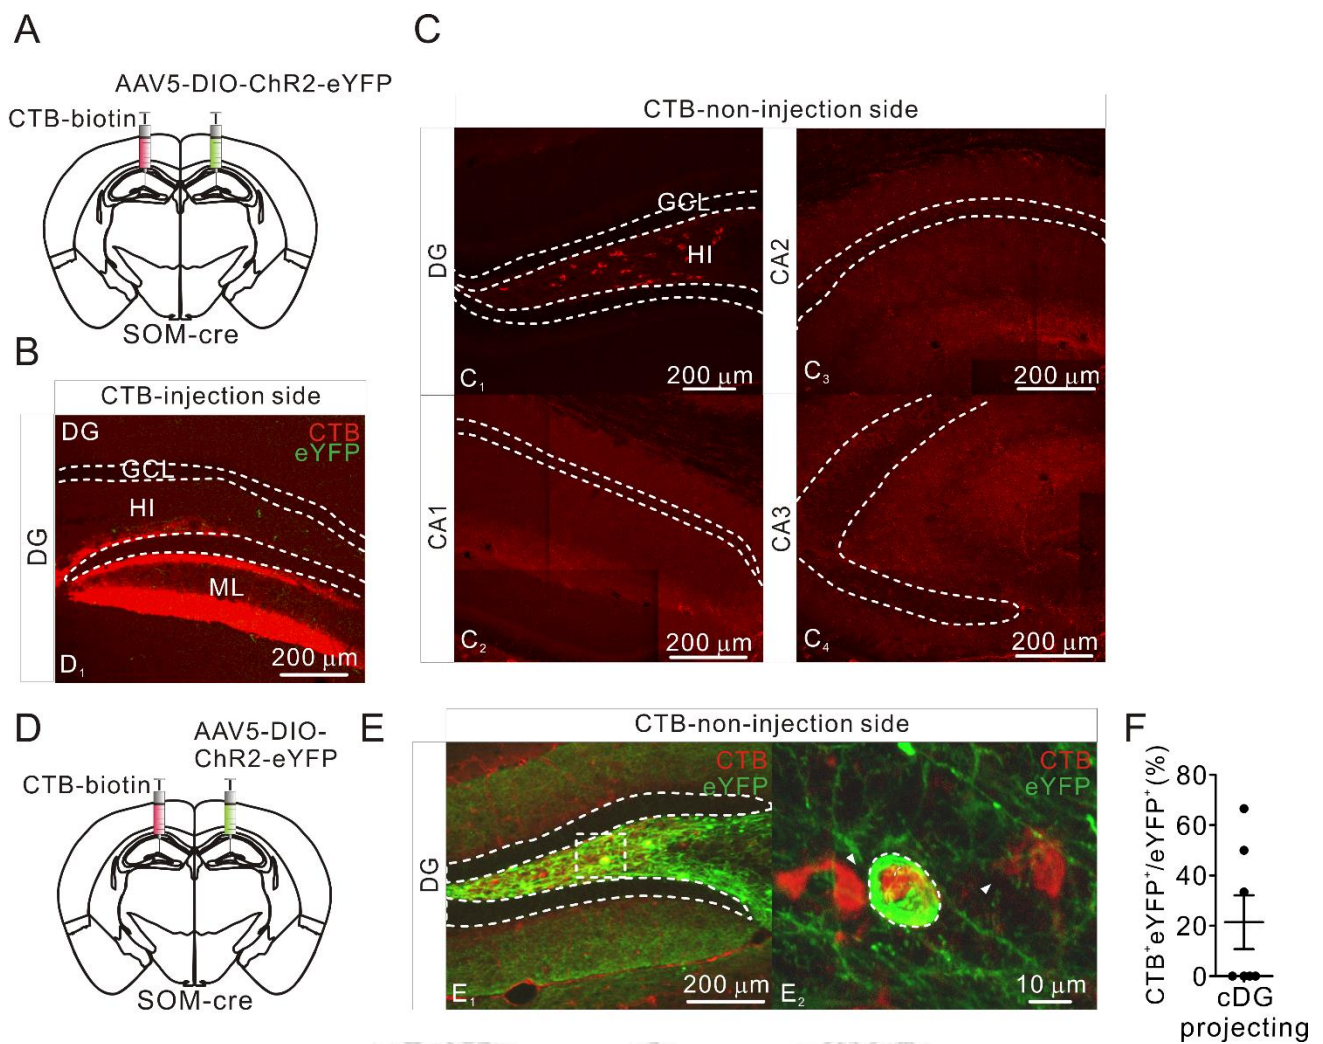 A
AAV5-DIO-ChR2-eYFP
CTB-biotin
SOM-cre
B
CTB-injection side
DG
DG
CTB
eYFP
GCL
HI
ML
D1
200 μm
C
CTB-non-injection side
DG
GCL
HI
C1
200 μm
CA2
C3
200 μm
CA1
C2
200 μm
CA3
C4
200 μm
D
AAV5-DIO-
ChR2-eYFP
CTB-biotin
SOM-cre
E
CTB-non-injection side
DG
CTB
eYFP
E1
200 μm
CTB
eYFP
E2
10 μm
F
CTB+eYFP+/eYFP+ (%)
80
60
40
20
0
cDG
projecting